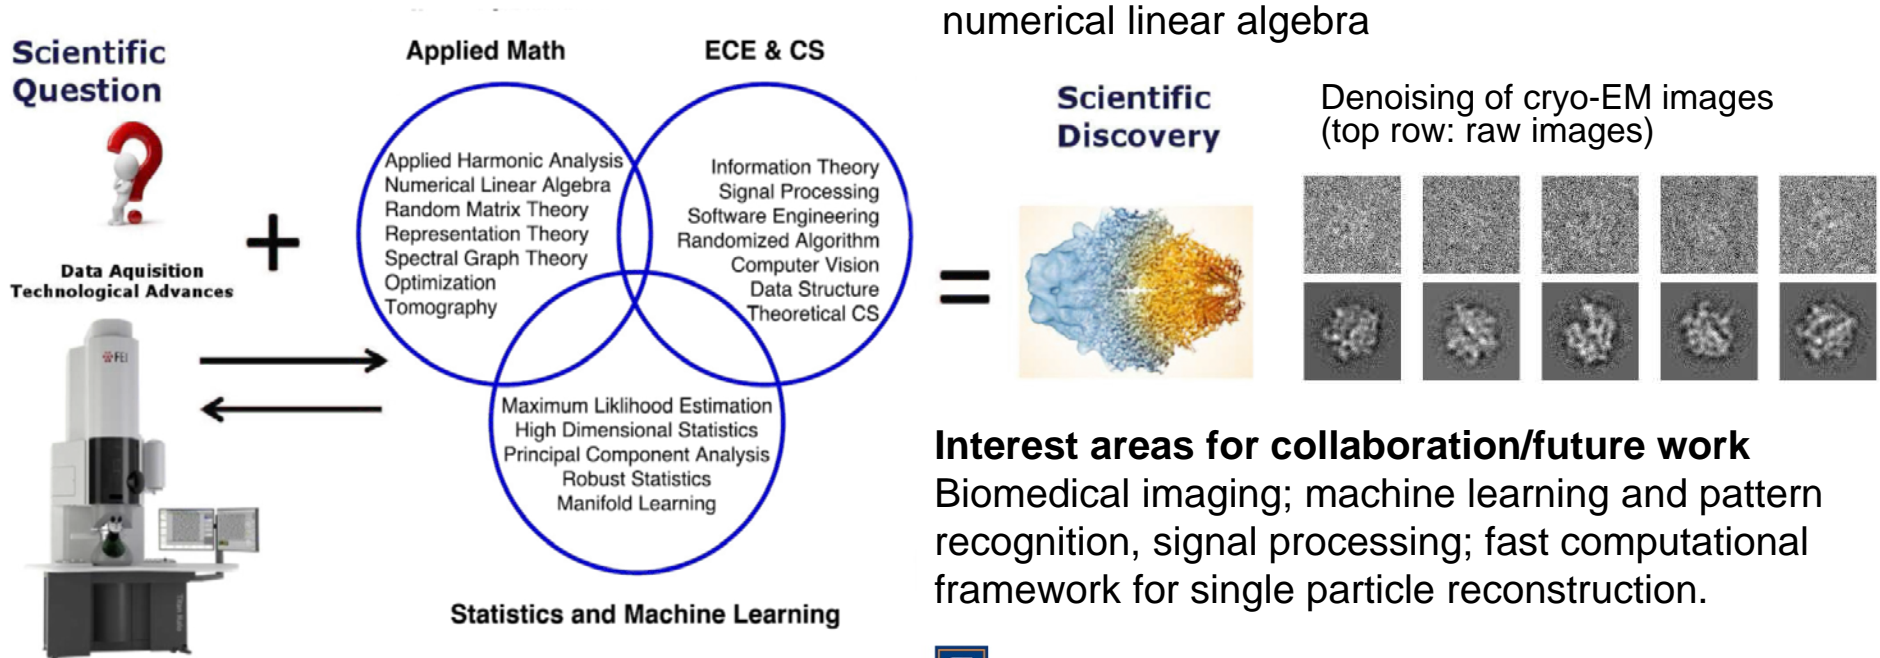 Scientific
Question
Data Aquisition
Technological Advances
FEI
Applied Math
Applied Harmonic Analysis
Numerical Linear Algebra
Random Matrix Theory
Representation Theory
Spectral Graph Theory
Optimization
Tomography
ECE & CS
Information Theory
Signal Processing
Software Engineering
Randomized Algorithm
Computer Vision
Data Structure
Theoretical CS
Maximum Liklihood Estimation
High Dimensional Statistics
Principal Component Analysis
Robust Statistics
Manifold Learning
Statistics and Machine Learning
numerical linear algebra
Scientific
Discovery
Denoising of cryo-EM images
(top row: raw images)
Interest areas for collaboration/future work
Biomedical imaging; machine learning and pattern
recognition, signal processing; fast computational
framework for single particle reconstruction.